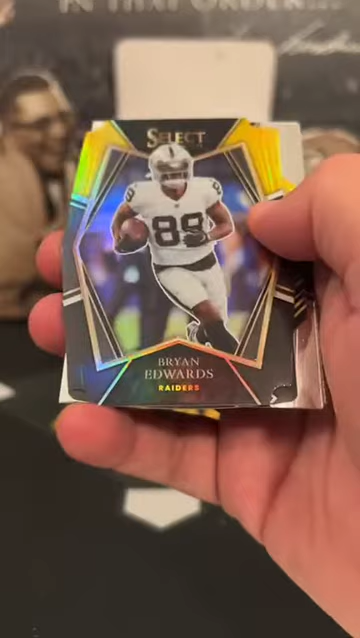 IN THAT ORDER...
SELECT
89
BRYAN
EDWARDS
RAIDERS